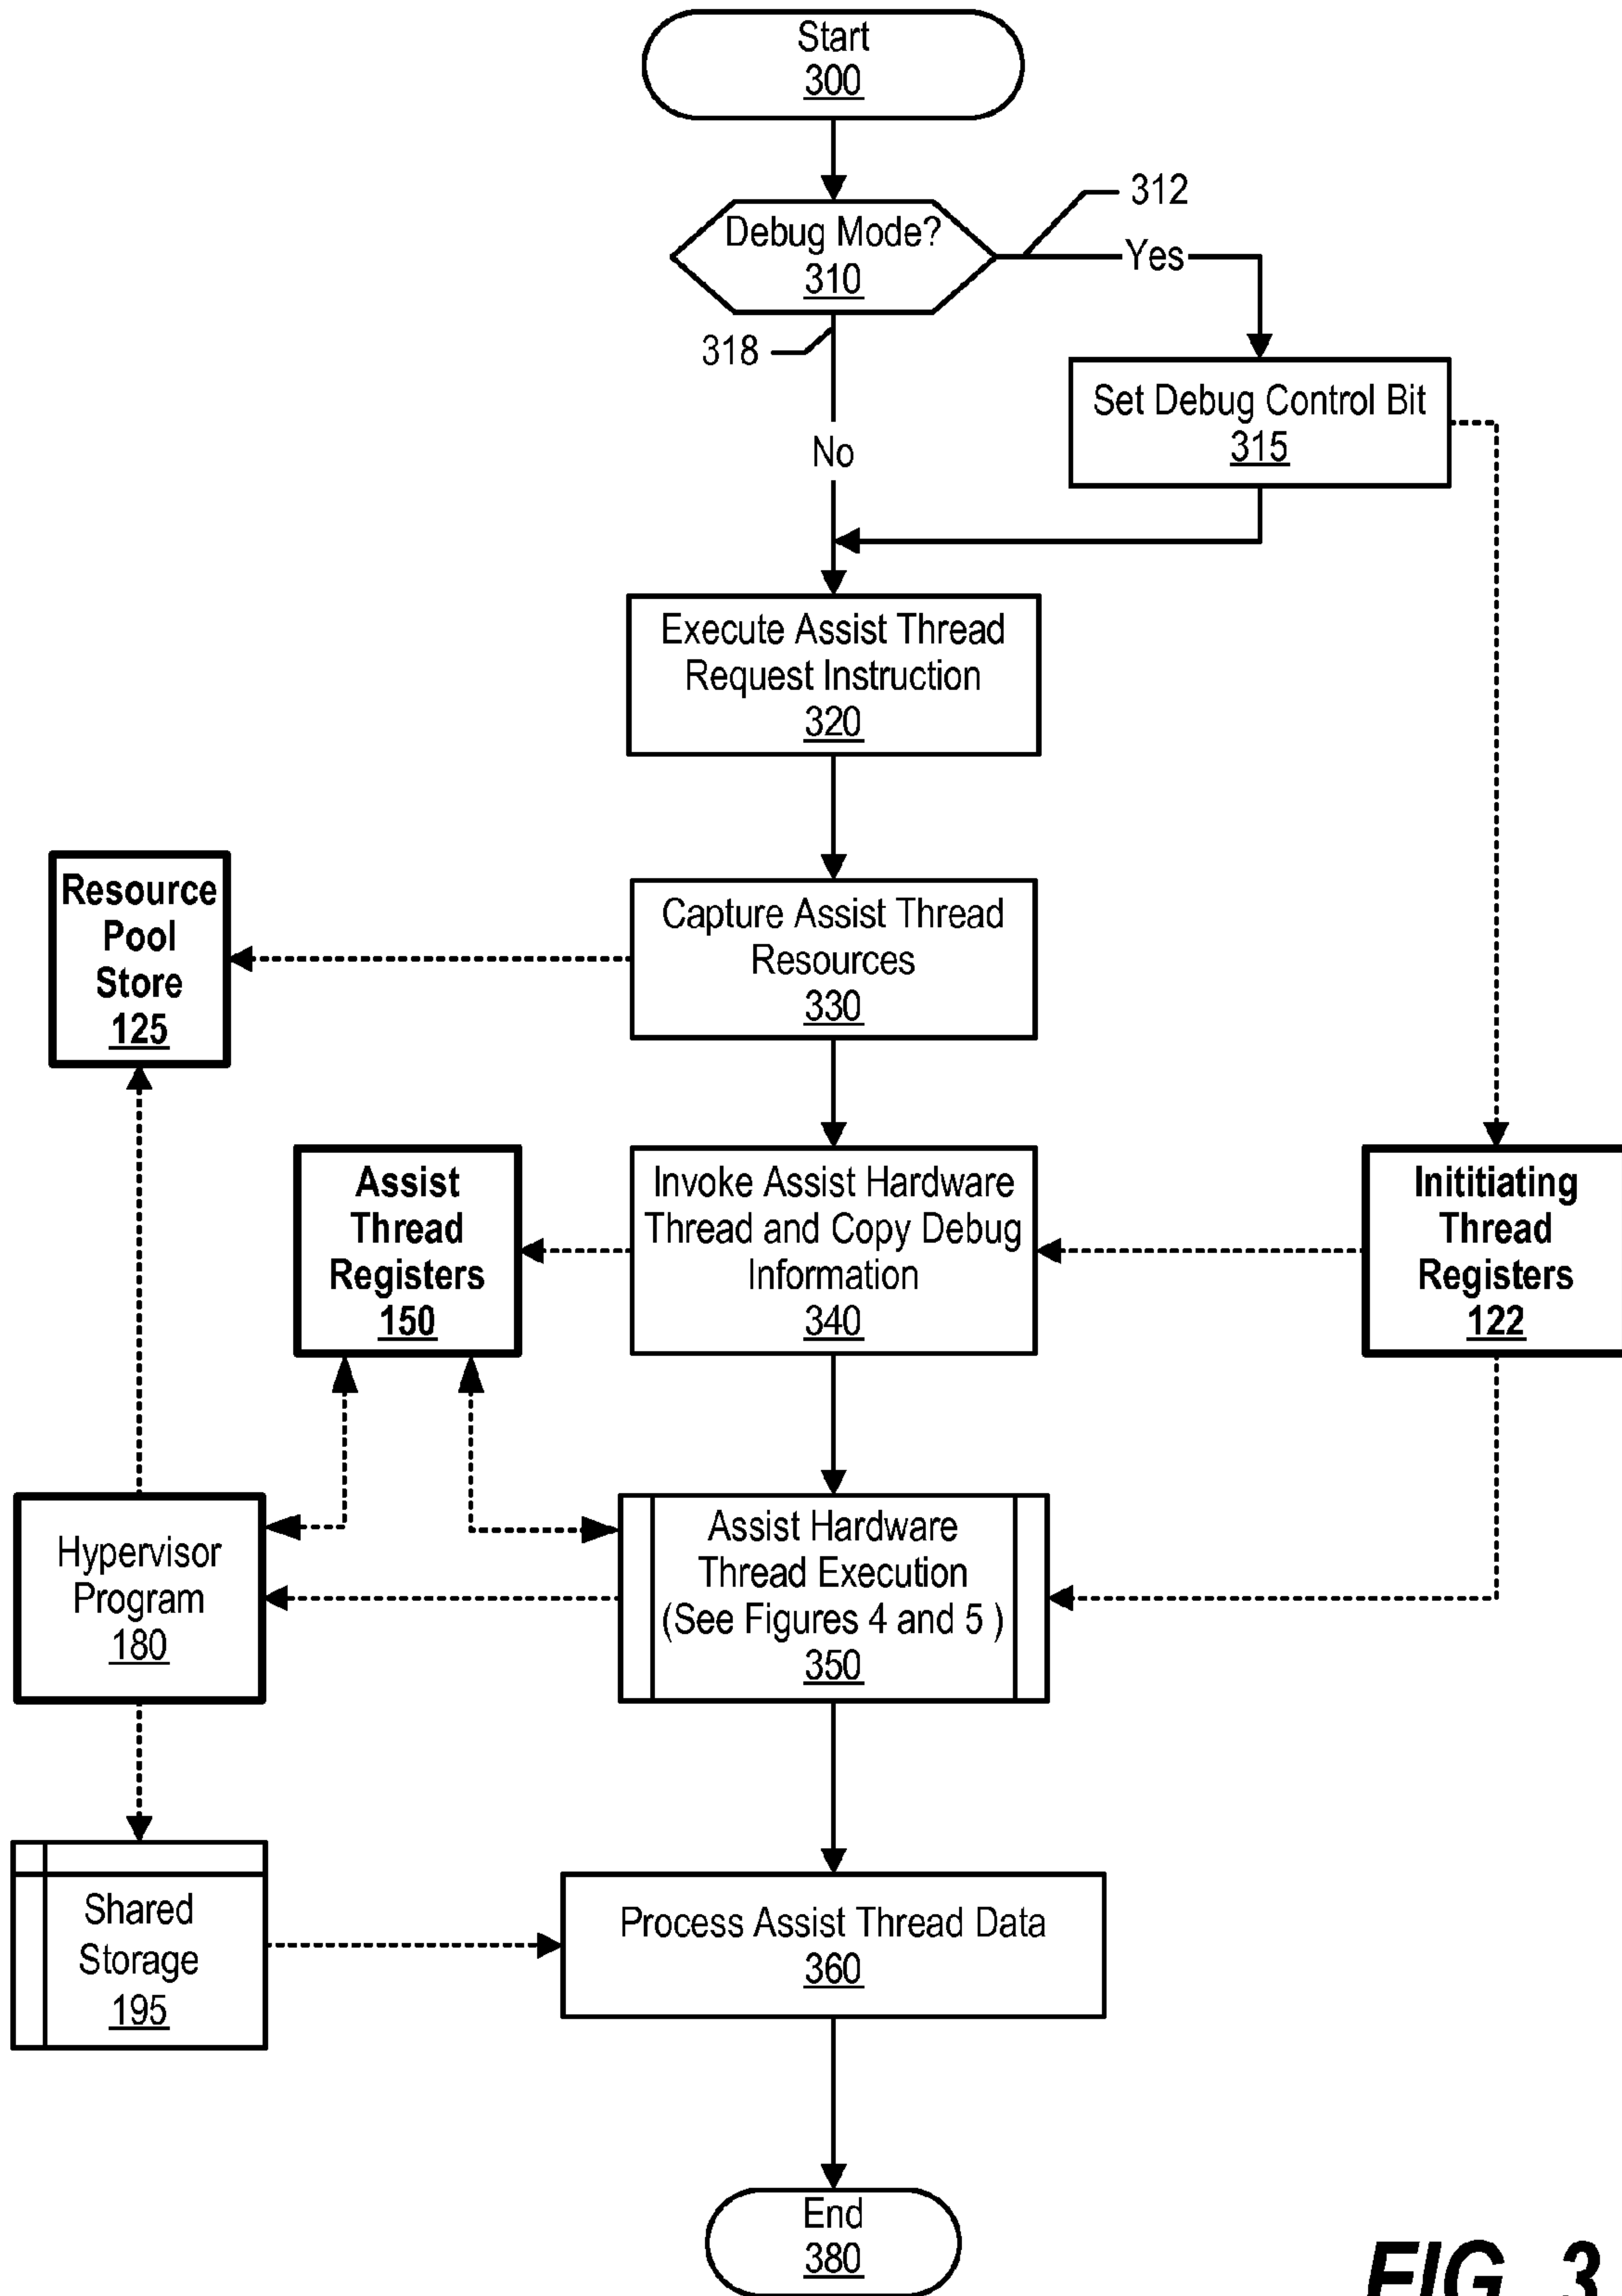 Start
300
Debug Mode?
310
312
Yes
318
No
Set Debug Control Bit
315
Execute Assist Thread
Request Instruction
320
Resource
Pool
Store
125
Capture Assist Thread
Resources
330
Assist
Thread
Registers
150
Invoke Assist Hardware
Thread and Copy Debug
Information
340
Inititiating
Thread
Registers
122
Hypervisor
Program
180
Assist Hardware
Thread Execution
(See Figures 4 and 5 )
350
Shared
Storage
195
Process Assist Thread Data
360
End
380
FIG. 3